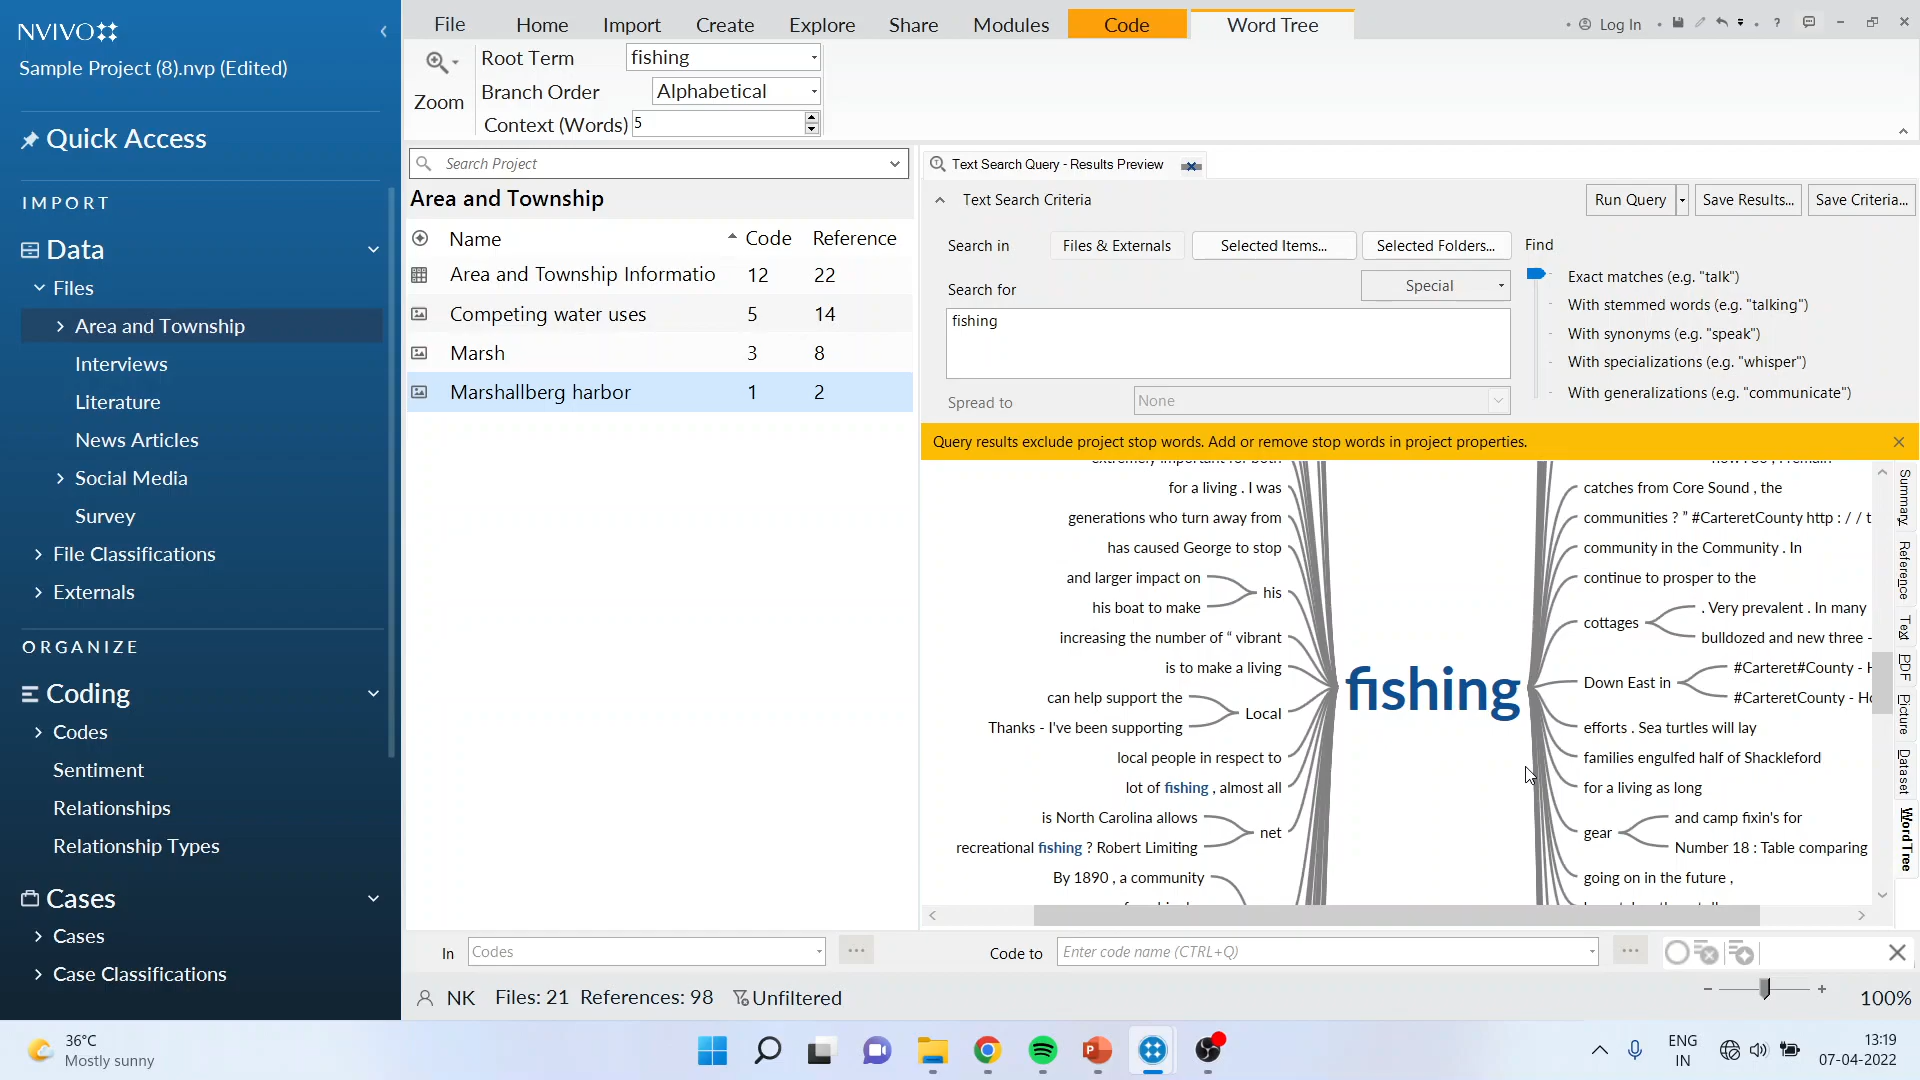 NVIVO
Sample Project (8).nvp (Edited)
Quick Access
IMPORT
Data
Files
Area and Township
Interviews
Literature
News Articles
Social Media
Survey
File Classifications
Externals
ORGANIZE
Coding
Codes
Sentiment
Relationships
Relationship Types
Cases
Cases
Case Classifications
File Home Import Create Explore Share Modules Code Word Tree
Log In
?
Zoom
Root Term fishing
Branch Order Alphabetical
Context (Words) 5
Search Project
Area and Township
Name Code Reference
Area and Township Informatio 12 22
Competing water uses 5 14
Marsh 3 8
Marshallberg harbor 1 2
Text Search Query - Results Preview
Text Search Criteria
Run Query Save Results... Save Criteria...
Search in Files & Externals Selected Items... Selected Folders...
Search for Special
fishing
Spread to None
Find
Exact matches (e.g. "talk")
With stemmed words (e.g. "talking")
With synonyms (e.g. "speak")
With specializations (e.g. "whisper")
With generalizations (e.g. "communicate")
Query results exclude project stop words. Add or remove stop words in project properties.
extremely important for both
for a living . I was
generations who turn away from
has caused George to stop
and larger impact on
his
his boat to make
increasing the number of “ vibrant
is to make a living
can help support the
Local
Thanks - I've been supporting
local people in respect to
lot of fishing , almost all
is North Carolina allows
net
recreational fishing ? Robert Limiting
By 1890 , a community
fishing
catches from Core Sound , the
communities ? ” #CarteretCounty http : / / t
community in the Community . In
continue to prosper to the
. Very prevalent . In many
cottages
bulldozed and new three -
#Carteret#County - H
Down East in
#CarteretCounty - Ho
efforts . Sea turtles will lay
families engulfed half of Shackleford
for a living as long
and camp fixin's for
gear
Number 18 : Table comparing
going on in the future ,
Summary
Reference
Text
PDF
Picture
Dataset
Word Tree
In Codes ...
Code to Enter code name (CTRL+Q) ...
NK Files: 21 References: 98 Unfiltered
100%
36°C
Mostly sunny
ENG
IN
13:19
07-04-2022